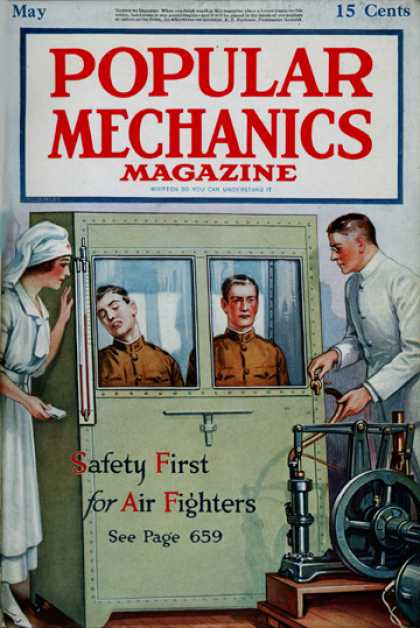 May
15 Cents
POPULAR
MECHANICS
MAGAZINE
WRITTEN SO YOU CAN UNDERSTAND IT
Safety First
for Air Fighters
See Page 659